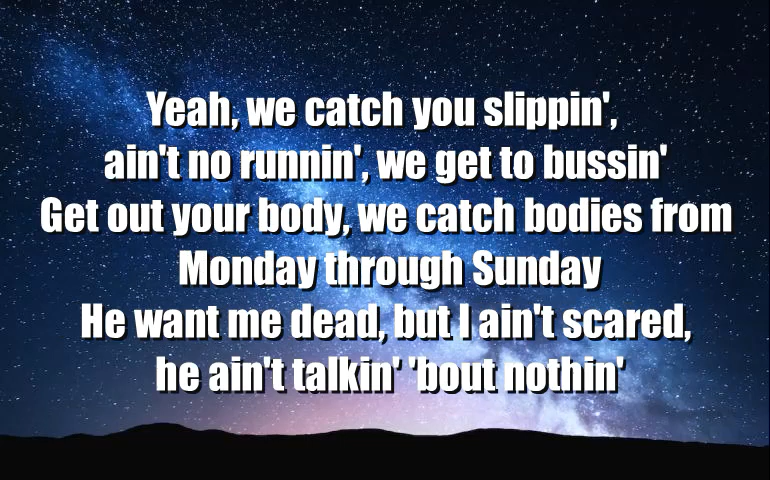 Yeah, we catch you slippin',
ain't no runnin', we get to bussin'
Get out your body, we catch bodies from
Monday through Sunday
He want me dead, but I ain't scared,
he ain't talkin' 'bout nothin'